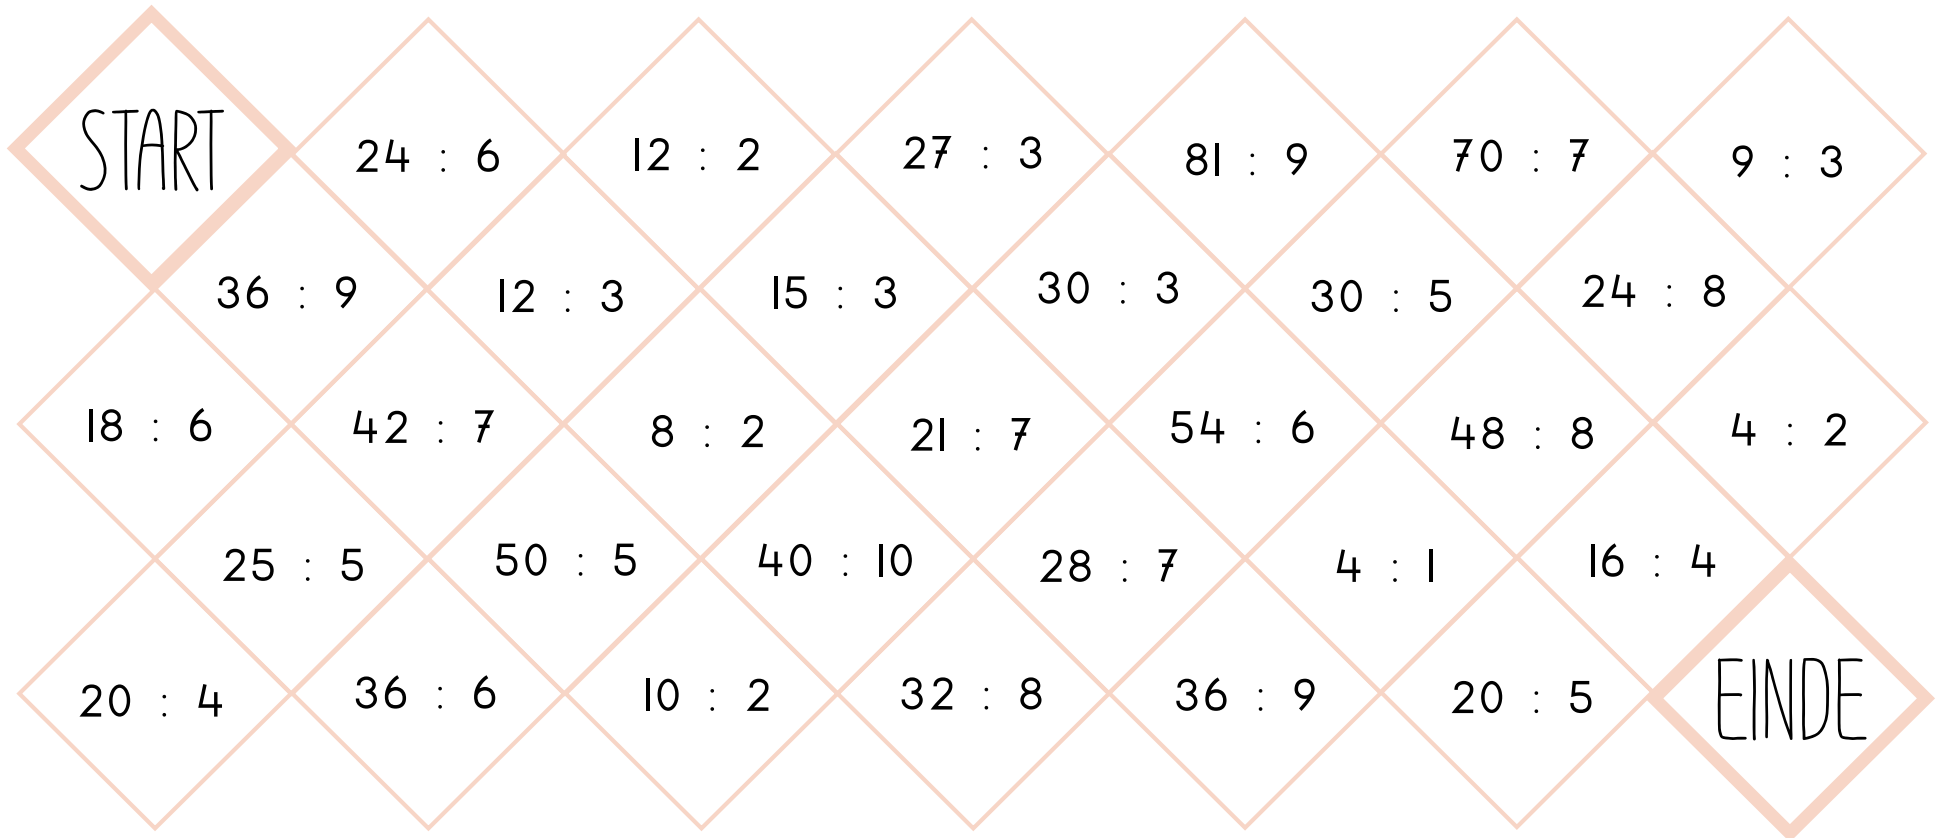 START 24 : 6 12 : 2 27 : 3 81 : 9 70 : 7 9 : 3
36 : 9 12 : 3 15 : 3 30 : 3 30 : 5 24 : 8
18 : 6 42 : 7 8 : 2 21 : 7 54 : 6 48 : 8 4 : 2
25 : 5 50 : 5 40 : 10 28 : 7 4 : 1 16 : 4
20 : 4 36 : 6 10 : 2 32 : 8 36 : 9 20 : 5 EINDE